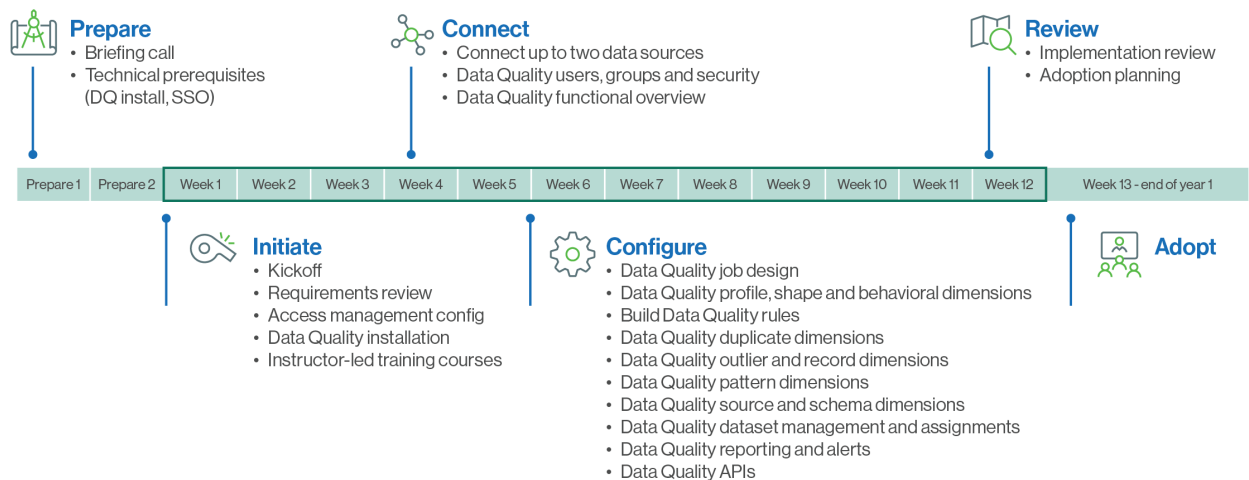 Prepare
• Briefing call
• Technical prerequisites
(DQ install, SSO)
Connect
• Connect up to two data sources
• Data Quality users, groups and security
• Data Quality functional overview
Review
• Implementation review
• Adoption planning
Prepare 1
Prepare 2
Week 1
Week 2
Week 3
Week 4
Week 5
Week 6
Week 7
Week 8
Week 9
Week 10
Week 11
Week 12
Week 13 - end of year 1
Initiate
• Kickoff
• Requirements review
• Access management config
• Data Quality installation
• Instructor-led training courses
Configure
• Data Quality job design
• Data Quality profile, shape and behavioral dimensions
• Build Data Quality rules
• Data Quality duplicate dimensions
• Data Quality outlier and record dimensions
• Data Quality pattern dimensions
• Data Quality source and schema dimensions
• Data Quality dataset management and assignments
• Data Quality reporting and alerts
• Data Quality APIs
Adopt